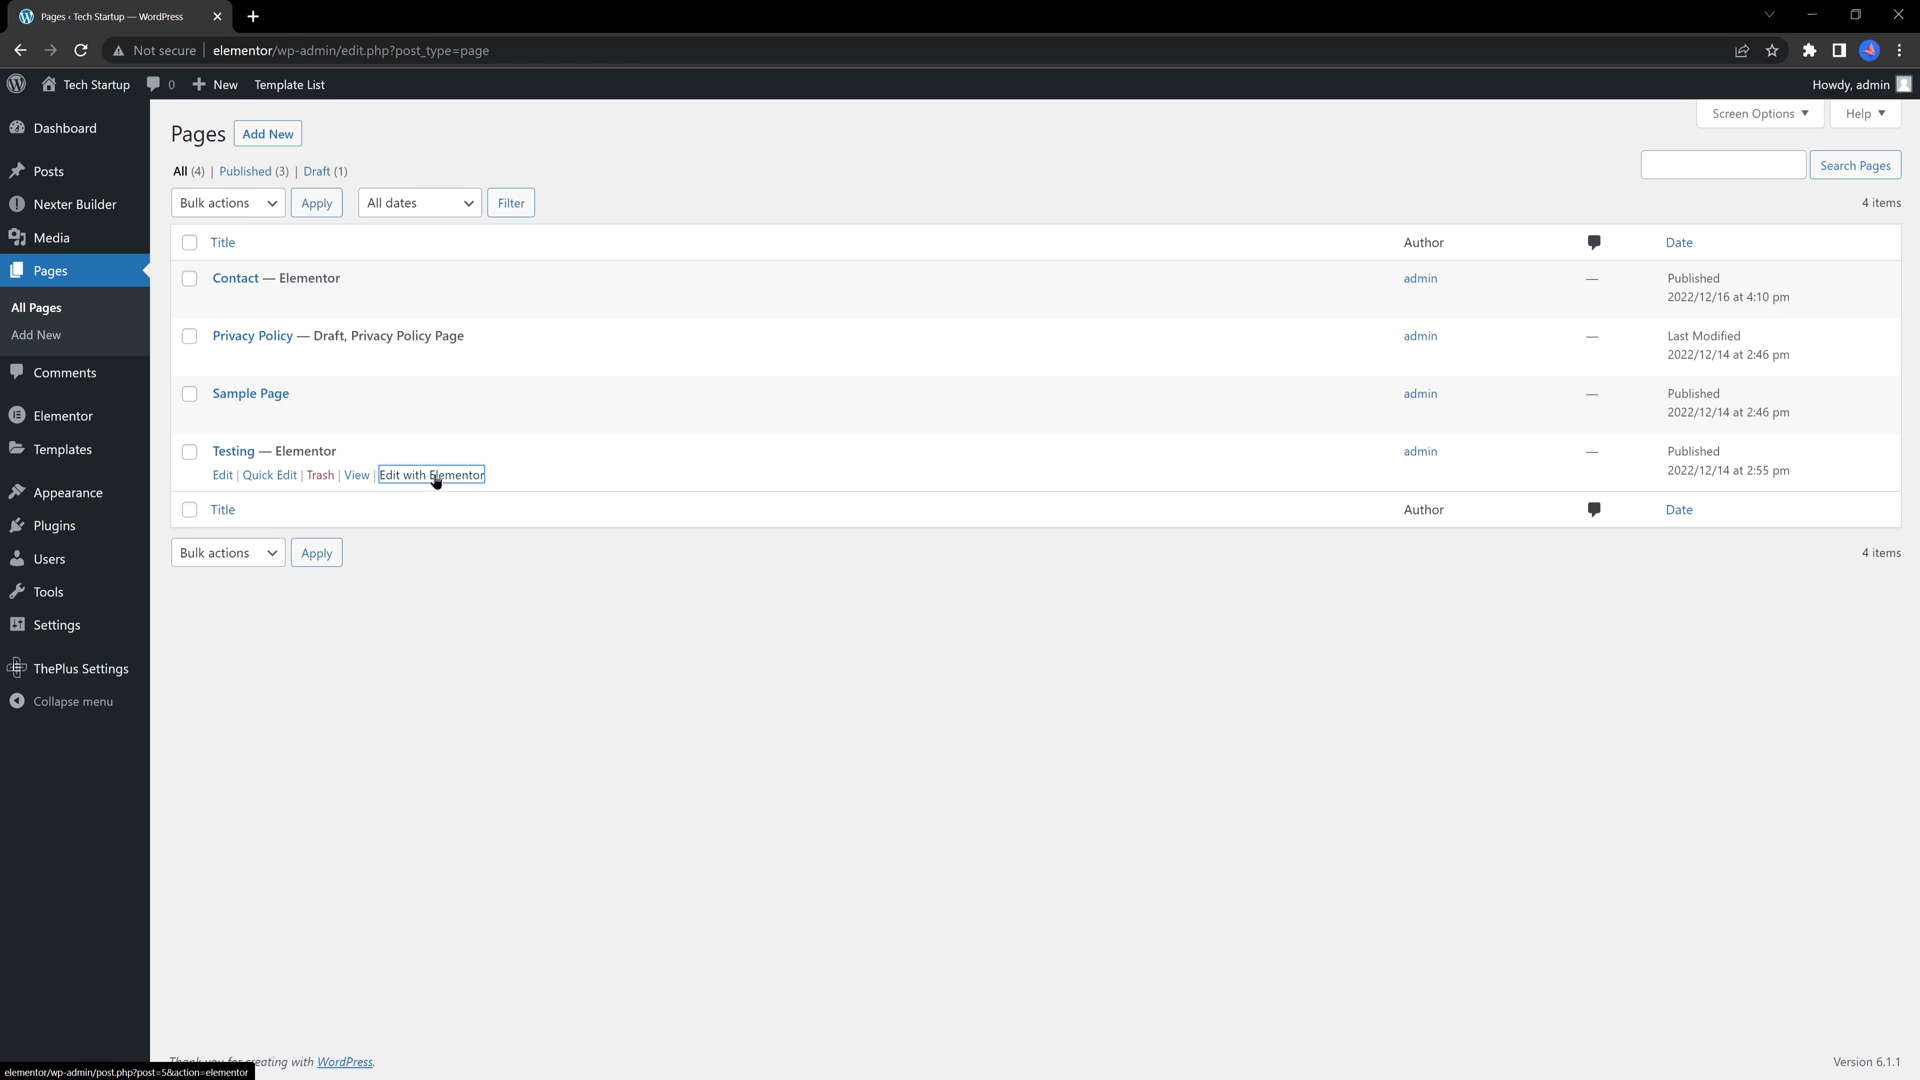 Pages ‹ Tech Startup — WordPress
Not secure elementor/wp-admin/edit.php?post_type=page
Tech Startup 0 New Template List Howdy, admin
Dashboard
Posts
Nexter Builder
Media
Pages
All Pages
Add New
Comments
Elementor
Templates
Appearance
Plugins
Users
Tools
Settings
ThePlus Settings
Collapse menu
Screen Options Help
Pages Add New
All (4) | Published (3) | Draft (1)
Search Pages
Bulk actions Apply All dates Filter 4 items
Title Author Date
Contact — Elementor admin — Published
2022/12/16 at 4:10 pm
Privacy Policy — Draft, Privacy Policy Page admin — Last Modified
2022/12/14 at 2:46 pm
Sample Page admin — Published
2022/12/14 at 2:46 pm
Testing — Elementor admin — Published
2022/12/14 at 2:55 pm
Edit | Quick Edit | Trash | View | Edit with Elementor
Title Author Date
Bulk actions Apply 4 items
Thank you for creating with WordPress. Version 6.1.1
elementor/wp-admin/post.php?post=5&action=elementor